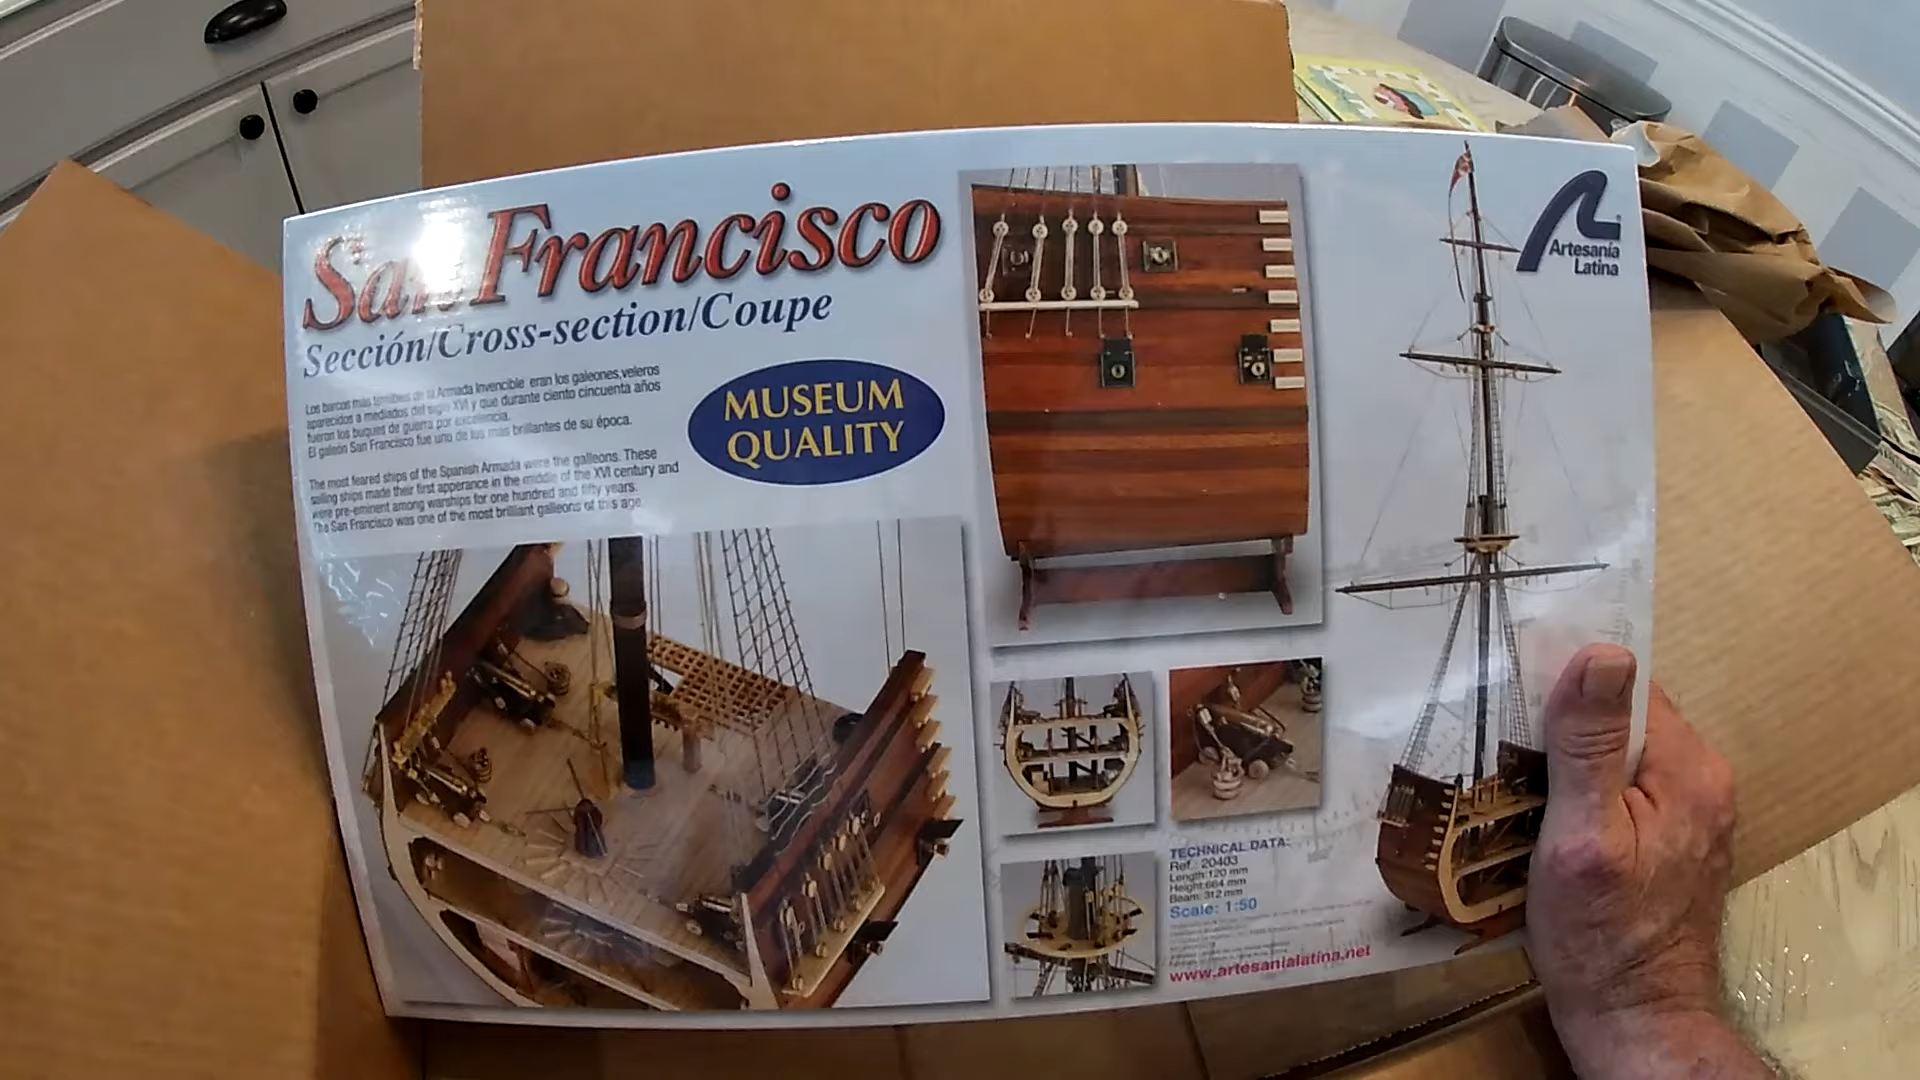 San Francisco
Sección/Cross-section/Coupe
Los barcos más temibles de la Armada Invencible eran los galeones, veleros
aparecidos a mediados del siglo XVI y que durante ciento cincuenta años
fueron los buques de guerra por excelencia.
El galeón San Francisco fue uno de los más brillantes de su época.
The most feared ships of the Spanish Armada were the galleons. These
sailing ships made their first apperance in the middle of the XVI century and
were pre-eminent among warships for one hundred and fifty years.
The San Francisco was one of the most brilliant galleons of this age.
MUSEUM
QUALITY
Artesanía
Latina
TECHNICAL DATA:
Ref.: 20403
Length: 120 mm
Height: 664 mm
Beam: 312 mm
Scale: 1:50
www.artesanialatina.net